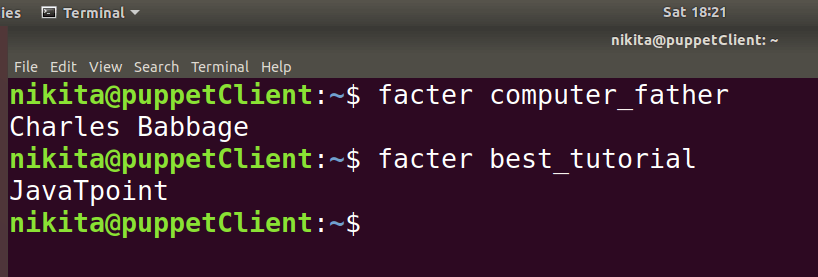 ies Terminal Sat 18:21
nikita@puppetClient: ~
File Edit View Search Terminal Help
nikita@puppetClient:~$ facter computer_father
Charles Babbage
nikita@puppetClient:~$ facter best_tutorial
JavaTpoint
nikita@puppetClient:~$